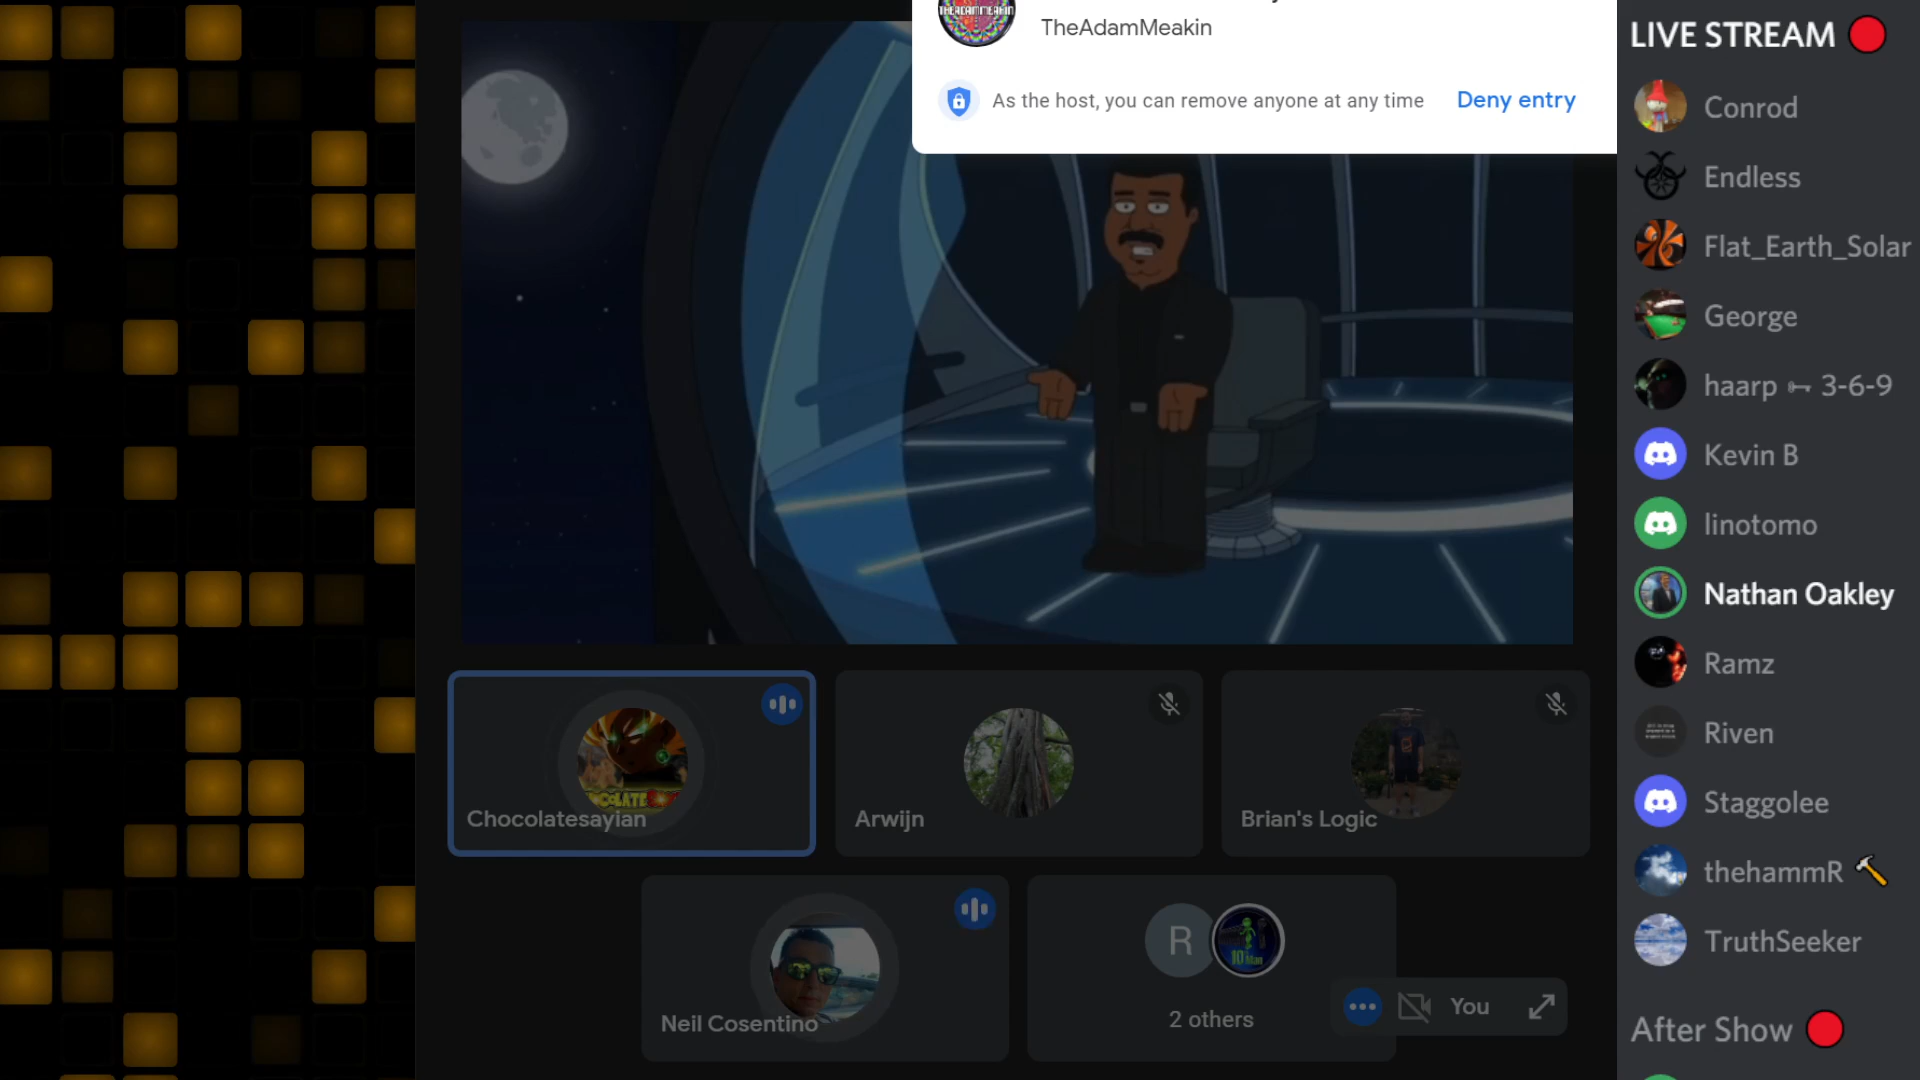 THEADAMMEAKIN
TheAdamMeakin
As the host, you can remove anyone at any time
Deny entry
LIVE STREAM
Conrod
Endless
Flat_Earth_Solar
George
haarp 3-6-9
Kevin B
linotomo
Nathan Oakley
Ramz
Riven
Staggolee
thehammR
TruthSeeker
After Show
Chocolatesayian
Arwijn
Brian's Logic
Neil Cosentino
R
10
2 others
You